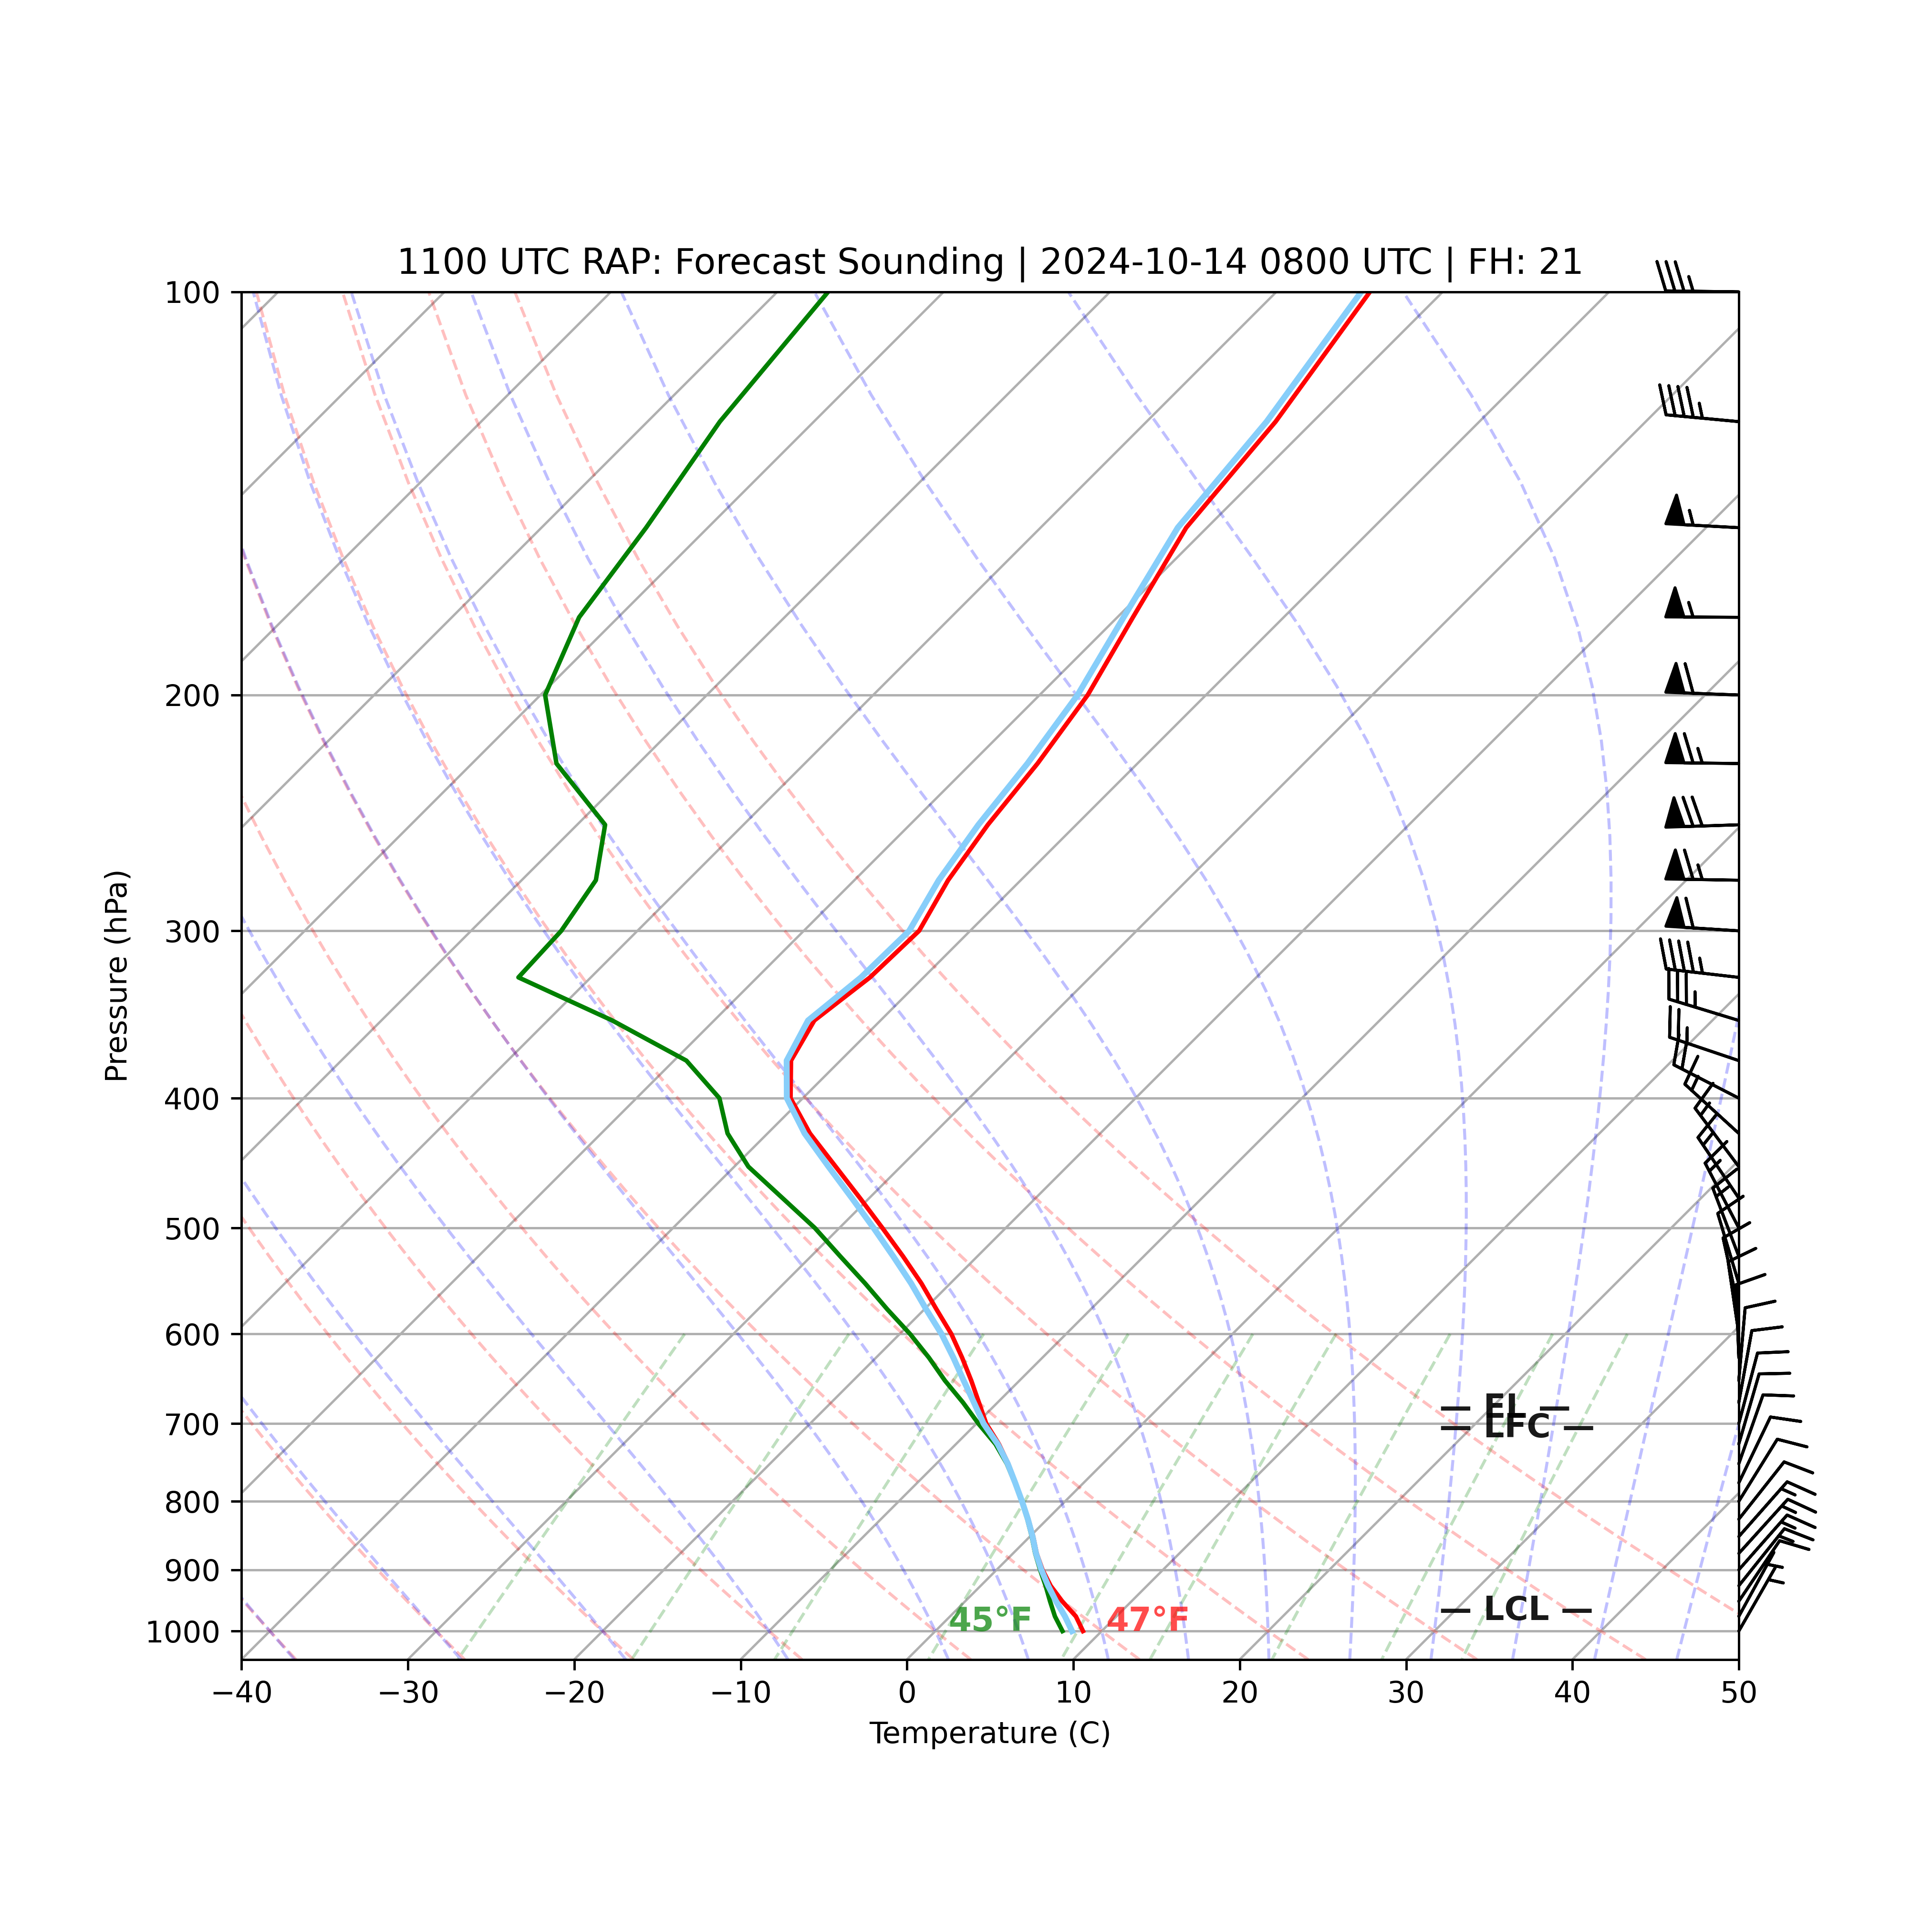 1100 UTC RAP: Forecast Sounding | 2024-10-14 0800 UTC | FH: 21
100
200
300
400
500
600
700
800
900
1000
Pressure (hPa)
— EL —
— LFC —
— LCL —
45°F
47°F
−40 −30 −20 −10 0 10 20 30 40 50
Temperature (C)